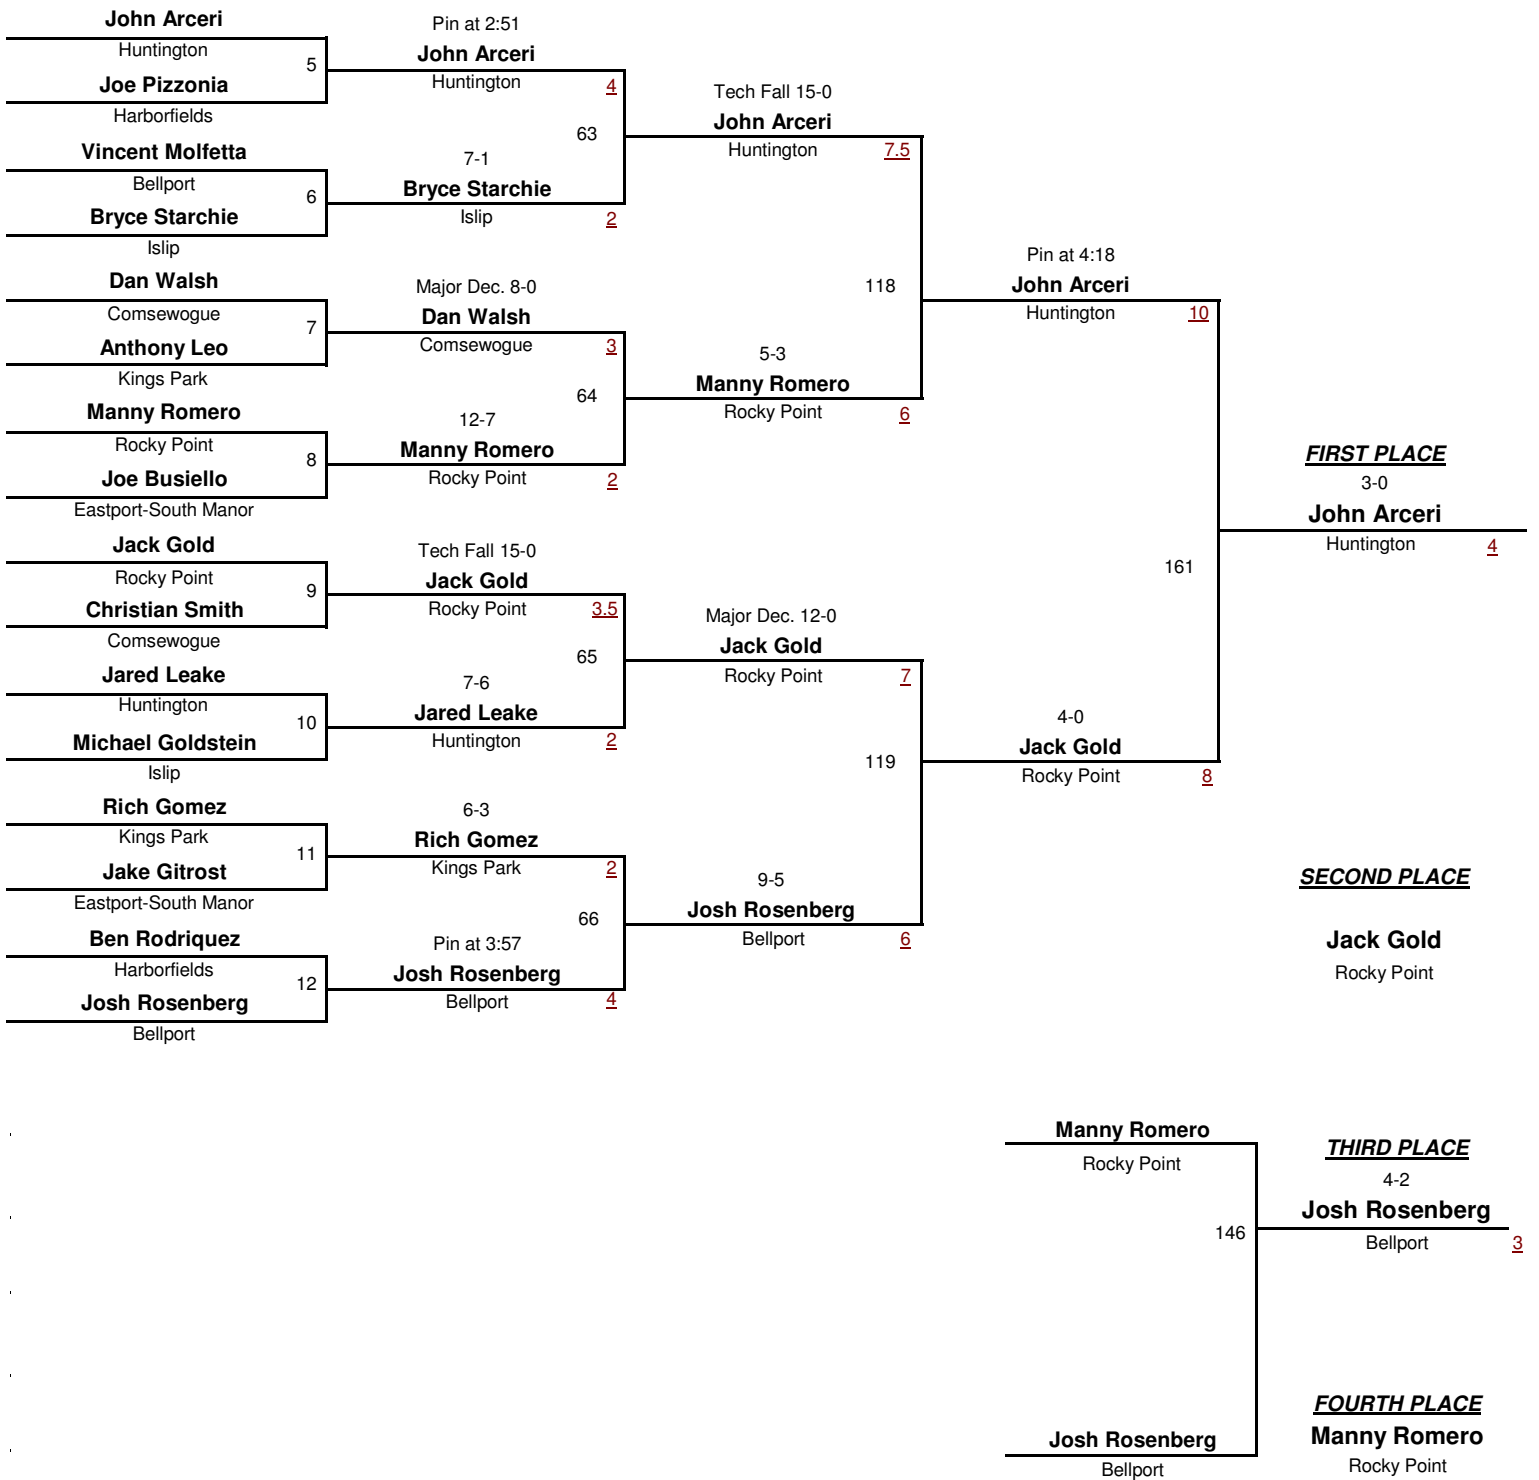 John Arceri
Huntington
5
Joe Pizzonia
Harborfields
Vincent Molfetta
Bellport
6
Bryce Starchie
Islip
Dan Walsh
Comsewogue
7
Anthony Leo
Kings Park
Manny Romero
Rocky Point
8
Joe Busiello
Eastport-South Manor
Jack Gold
Rocky Point
9
Christian Smith
Comsewogue
Jared Leake
Huntington
10
Michael Goldstein
Islip
Rich Gomez
Kings Park
11
Jake Gitrost
Eastport-South Manor
Ben Rodriquez
Harborfields
12
Josh Rosenberg
Bellport
Pin at 2:51
John Arceri
Huntington
4
63
7-1
Bryce Starchie
Islip
2
Major Dec. 8-0
Dan Walsh
Comsewogue
3
64
12-7
Manny Romero
Rocky Point
2
Tech Fall 15-0
Jack Gold
Rocky Point
3.5
65
7-6
Jared Leake
Huntington
2
6-3
Rich Gomez
Kings Park
2
66
Pin at 3:57
Josh Rosenberg
Bellport
4
Tech Fall 15-0
John Arceri
Huntington
7.5
118
5-3
Manny Romero
Rocky Point
6
Major Dec. 12-0
Jack Gold
Rocky Point
7
119
9-5
Josh Rosenberg
Bellport
6
Pin at 4:18
John Arceri
Huntington
10
161
4-0
Jack Gold
Rocky Point
8
FIRST PLACE
3-0
John Arceri
Huntington
4
SECOND PLACE
Jack Gold
Rocky Point
Manny Romero
Rocky Point
146
Josh Rosenberg
Bellport
THIRD PLACE
4-2
Josh Rosenberg
Bellport
3
FOURTH PLACE
Manny Romero
Rocky Point